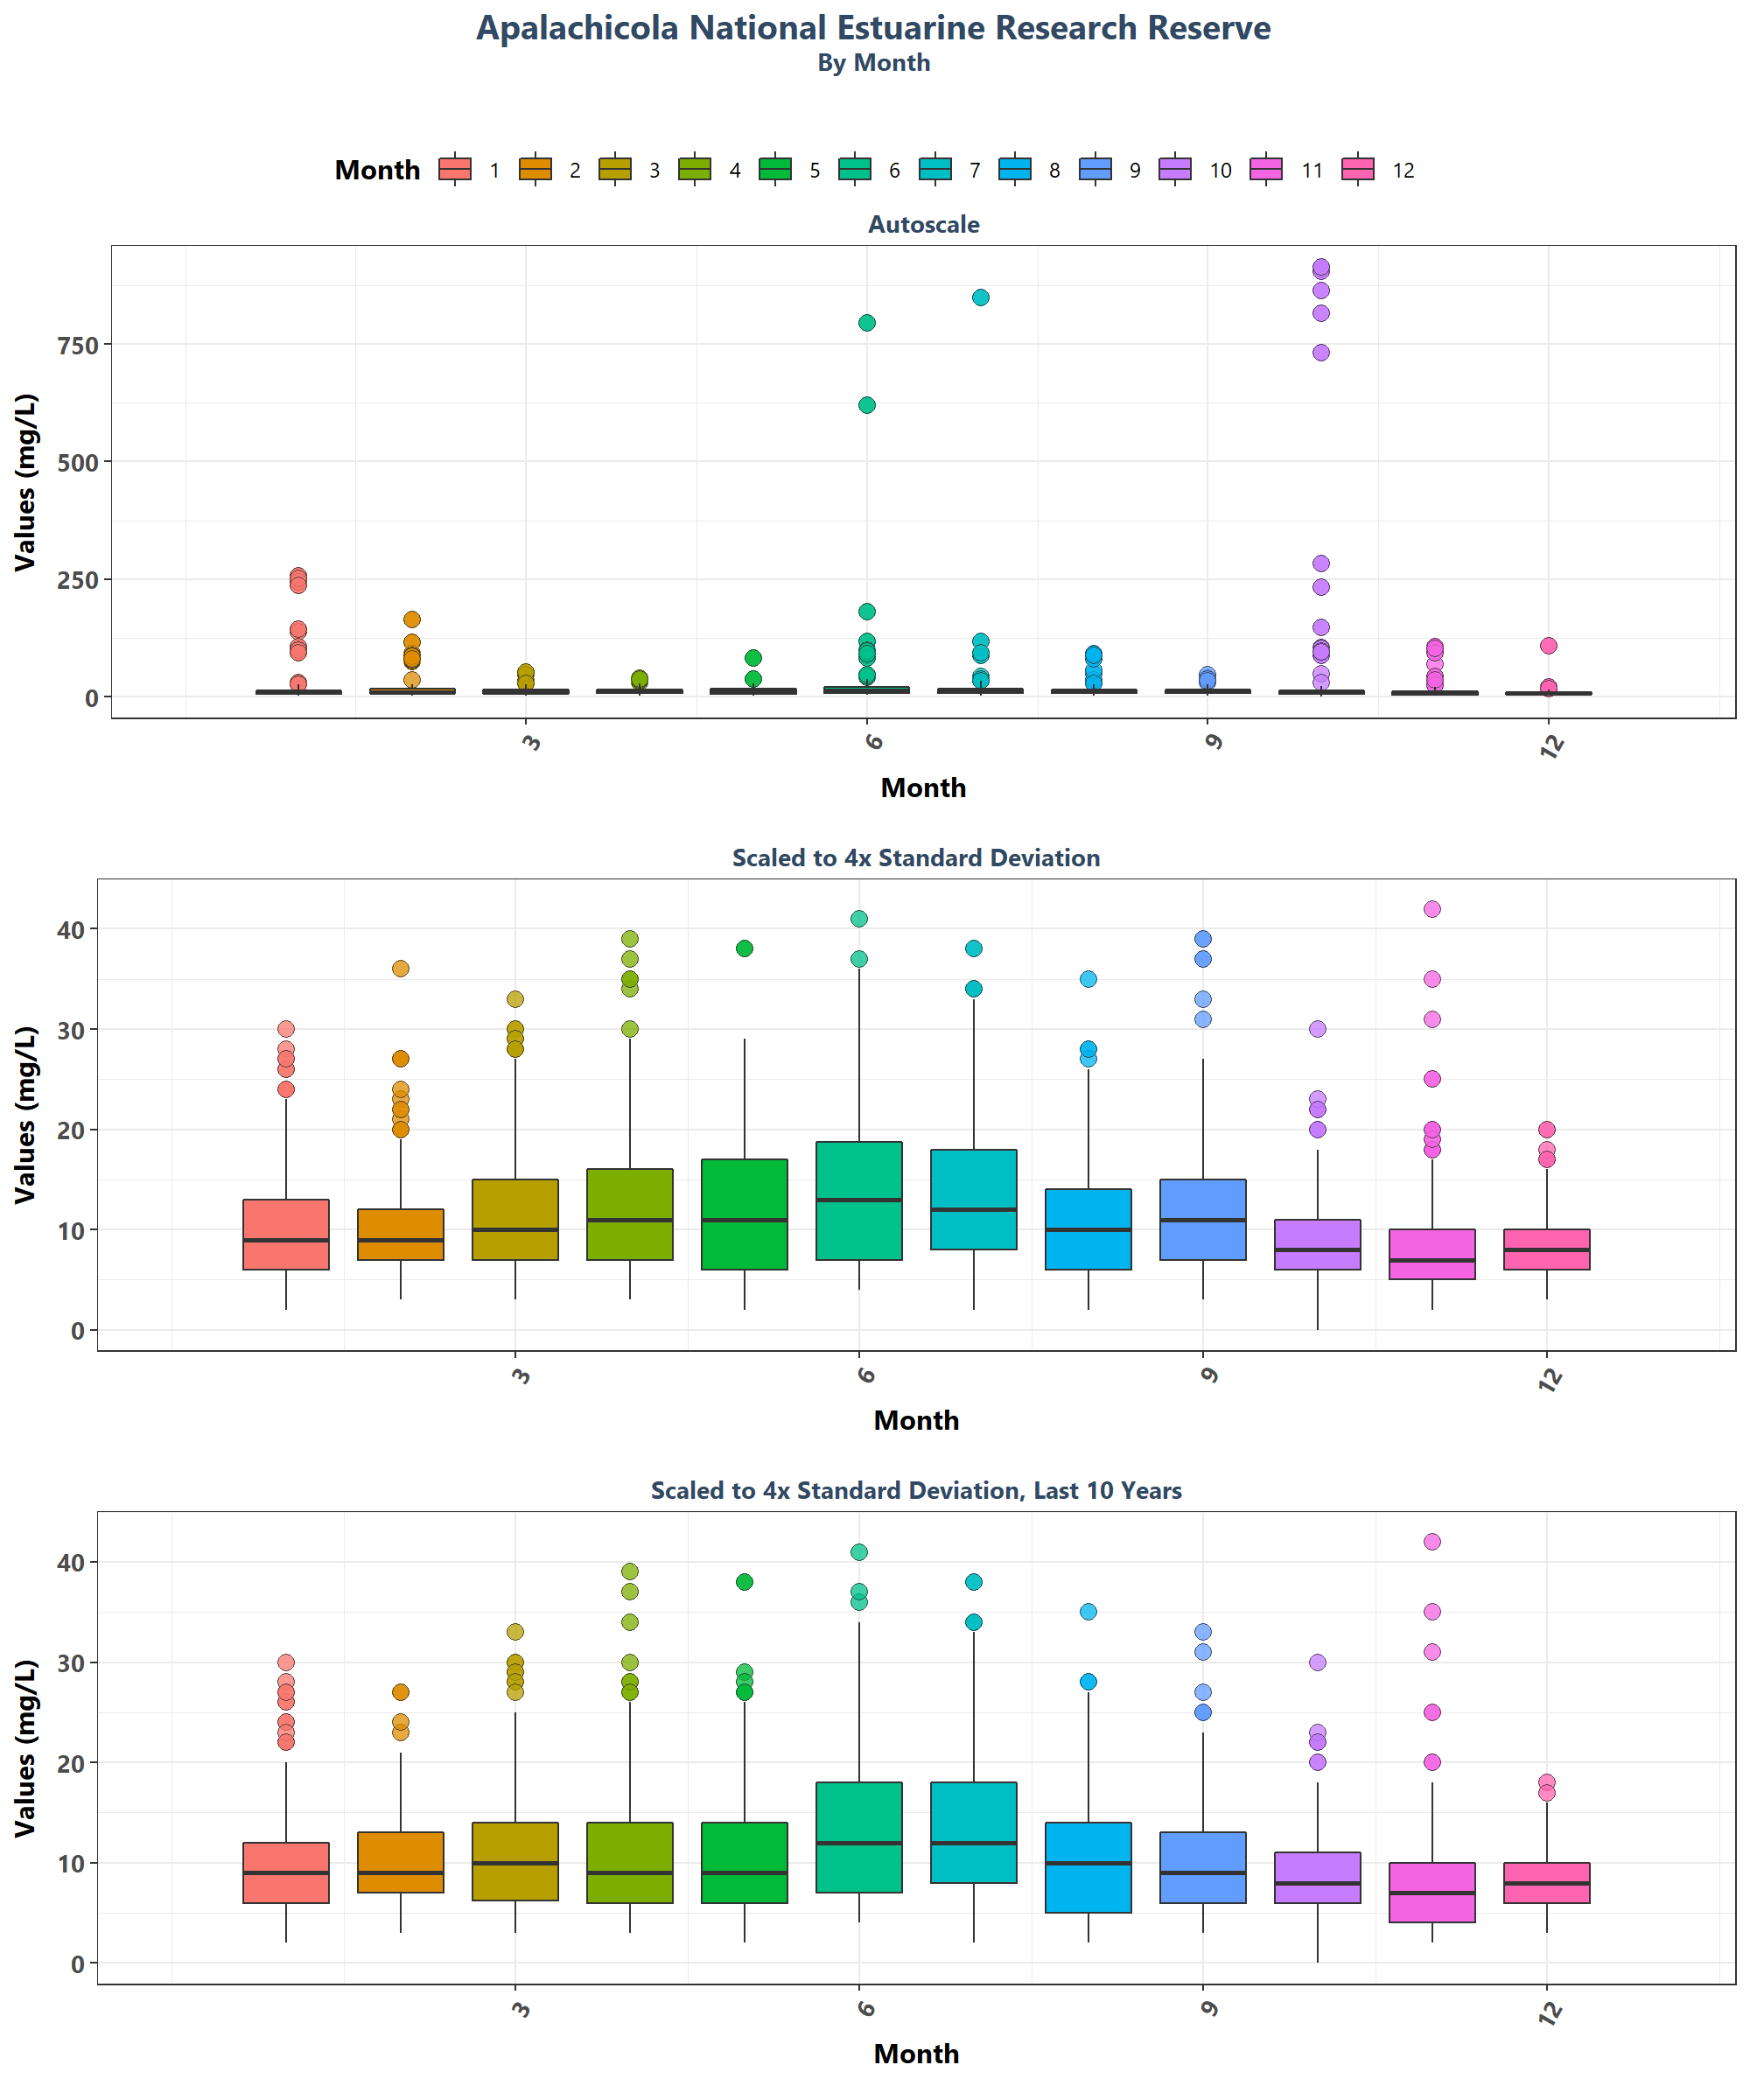 Apalachicola National Estuarine Research Reserve
By Month
Month 1 2 3 4 5 6 7 8 9 10 11 12
Autoscale
Values (mg/L)
750
500
250
0
3 6 9 12
Month
Scaled to 4x Standard Deviation
Values (mg/L)
40
30
20
10
0
3 6 9 12
Month
Scaled to 4x Standard Deviation, Last 10 Years
Values (mg/L)
40
30
20
10
0
3 6 9 12
Month